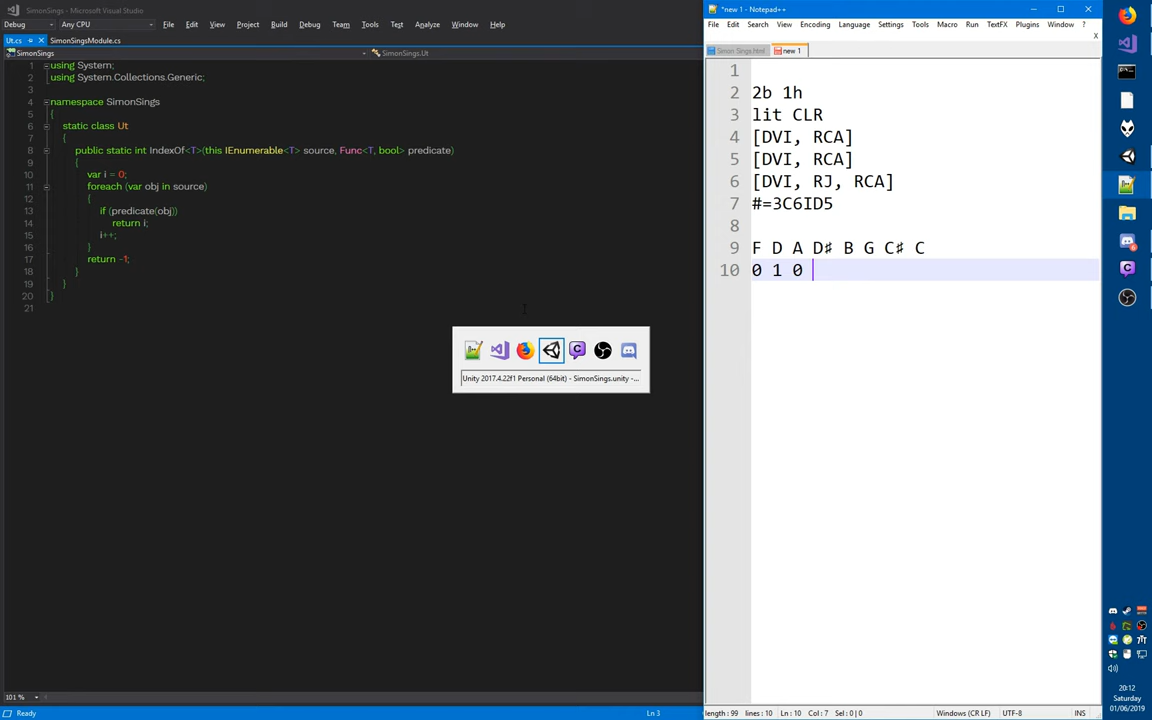 SimonSings - Microsoft Visual Studio
Debug Any CPU File Edit View Project Build Debug Team Tools Test Analyze Window Help
Ut.cs SimonSingsModule.cs
SimonSings SimonSings.Ut
1 using System;
2 using System.Collections.Generic;
3
4 namespace SimonSings
5 {
6 static class Ut
7 {
8 public static int IndexOf<T>(this IEnumerable<T> source, Func<T, bool> predicate)
9 {
10 var i = 0;
11 foreach (var obj in source)
12 {
13 if (predicate(obj))
14 return i;
15 i++;
16 }
17 return -1;
18 }
19 }
20 }
21
101 %
Ready Ln 3
Unity 2017.4.22f1 Personal (64bit) - SimonSings.unity -...
*new 1 - Notepad++
File Edit Search View Encoding Language Settings Tools Macro Run TextFX Plugins Window ?
X
Simon Sings.html new 1
1
2 2b 1h
3 lit CLR
4 [DVI, RCA]
5 [DVI, RCA]
6 [DVI, RJ, RCA]
7 #=3C6ID5
8
9 F D A D♯ B G C♯ C
10 0 1 0
length : 99 lines : 10 Ln : 10 Col : 7 Sel : 0 | 0 Windows (CR LF) UTF-8 INS
20:12
Saturday
01/06/2019